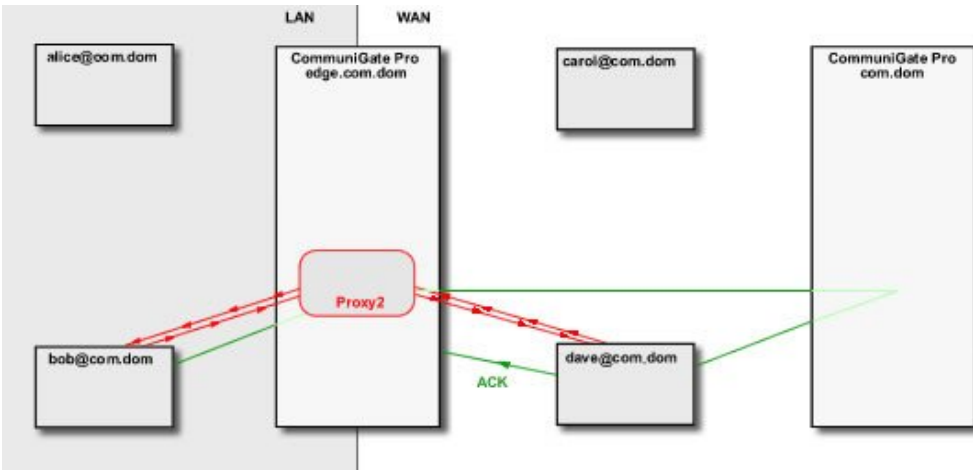 LAN
WAN
alice@com.dom
CommuniGate Pro
edge.com.dom
carol@com.dom
CommuniGate Pro
com.dom
Proxy2
bob@com.dom
dave@com.dom
ACK